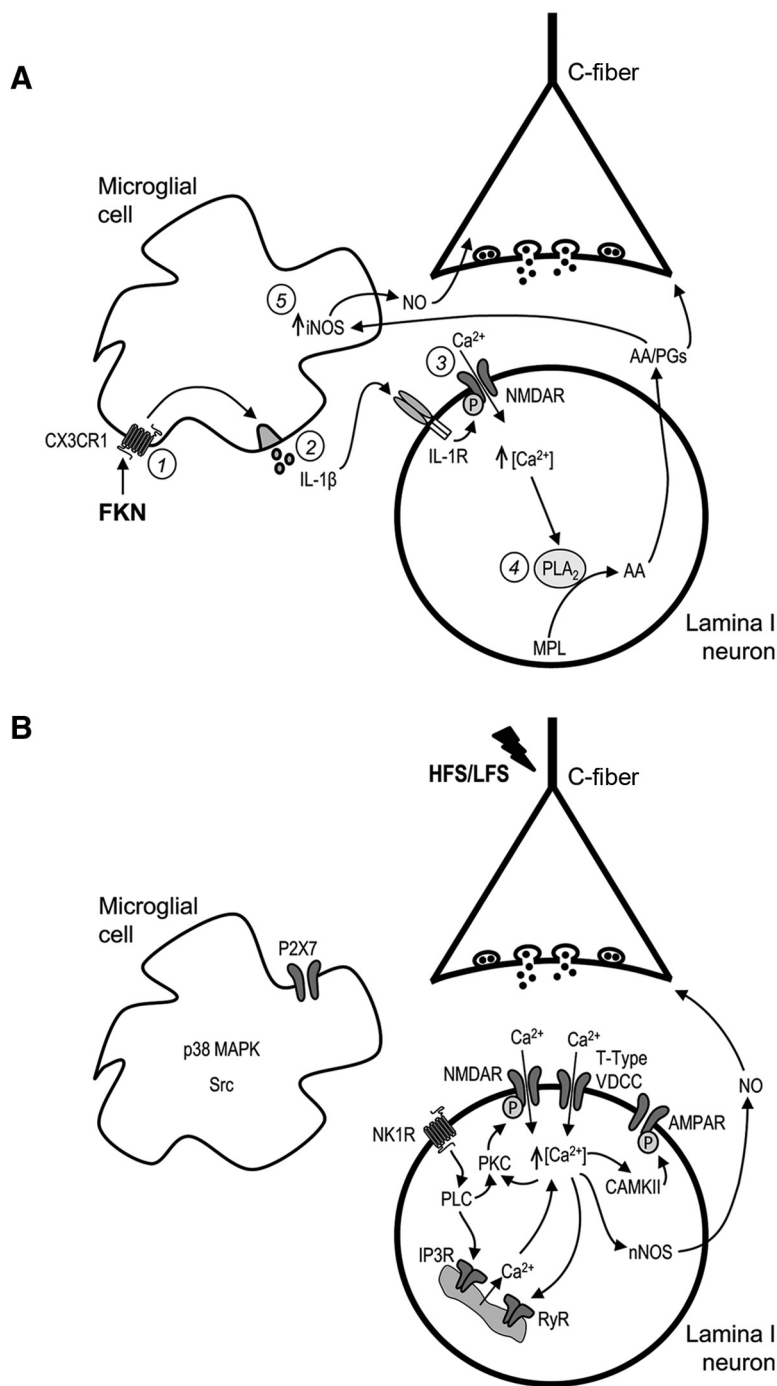 A
C-fiber
Microglial
cell
5
↑iNOS
NO
AA/PGs
Ca²⁺
3
NMDAR
P
CX3CR1
1
2
IL-1β
IL-1R
↑[Ca²⁺]
FKN
4
PLA₂
AA
MPL
Lamina I
neuron
B
HFS/LFS
C-fiber
Microglial
cell
P2X7
p38 MAPK
Src
Ca²⁺
Ca²⁺
T-Type
VDCC
NMDAR
P
NO
AMPAR
P
NK1R
PKC
↑[Ca²⁺]
CAMKII
PLC
nNOS
IP3R
Ca²⁺
RyR
Lamina I
neuron